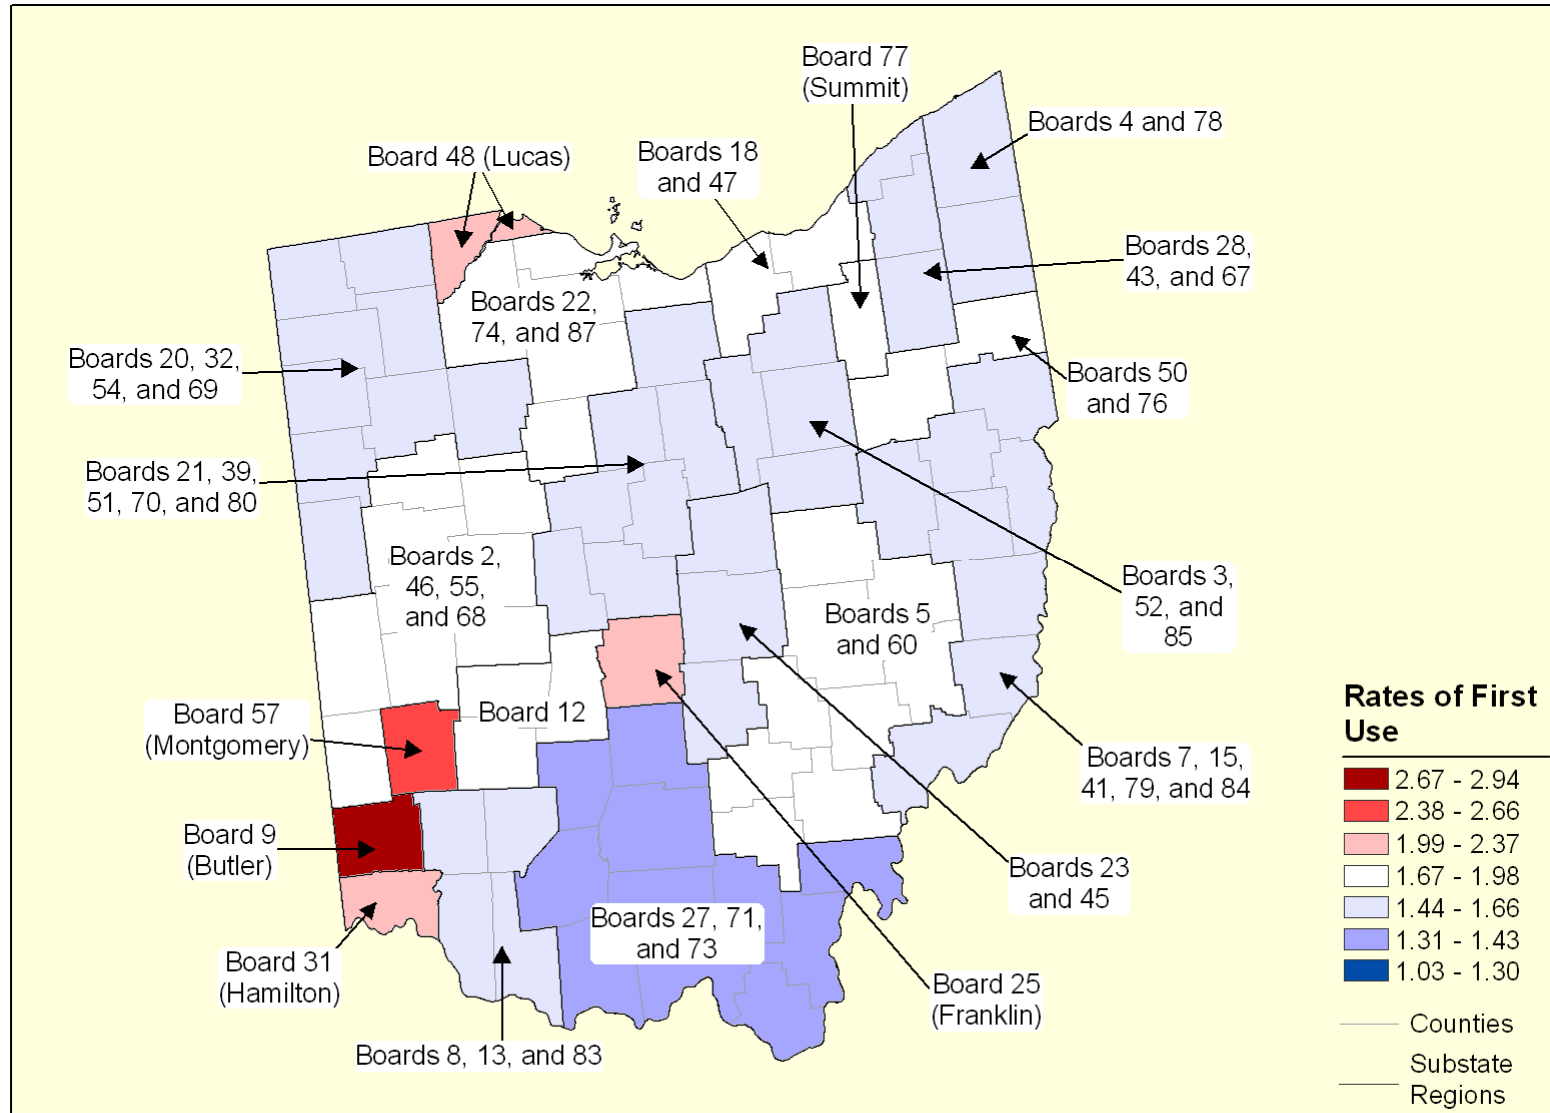 Board 77
(Summit)
Boards 4 and 78
Board 48 (Lucas)
Boards 18
and 47
Boards 28,
43, and 67
Boards 22,
74, and 87
Boards 20, 32,
54, and 69
Boards 50
and 76
Boards 21, 39,
51, 70, and 80
Boards 2,
46, 55,
and 68
Boards 3,
52, and
85
Boards 5
and 60
Board 57
(Montgomery)
Board 12
Boards 7, 15,
41, 79, and 84
Board 9
(Butler)
Boards 23
and 45
Boards 27, 71,
and 73
Board 31
(Hamilton)
Board 25
(Franklin)
Boards 8, 13, and 83
Rates of First
Use
2.67 - 2.94
2.38 - 2.66
1.99 - 2.37
1.67 - 1.98
1.44 - 1.66
1.31 - 1.43
1.03 - 1.30
Counties
Substate
Regions